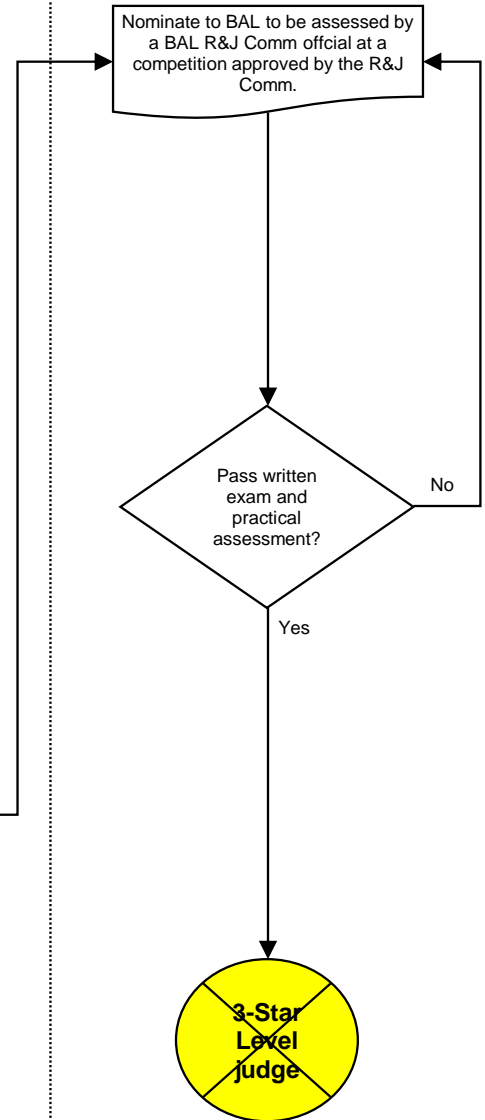 Nominate to BAL to be assessed by
a BAL R&J Comm offcial at a
competition approved by the R&J
Comm.
Pass written
exam and
practical
assessment?
No
Yes
3-Star
Level
judge